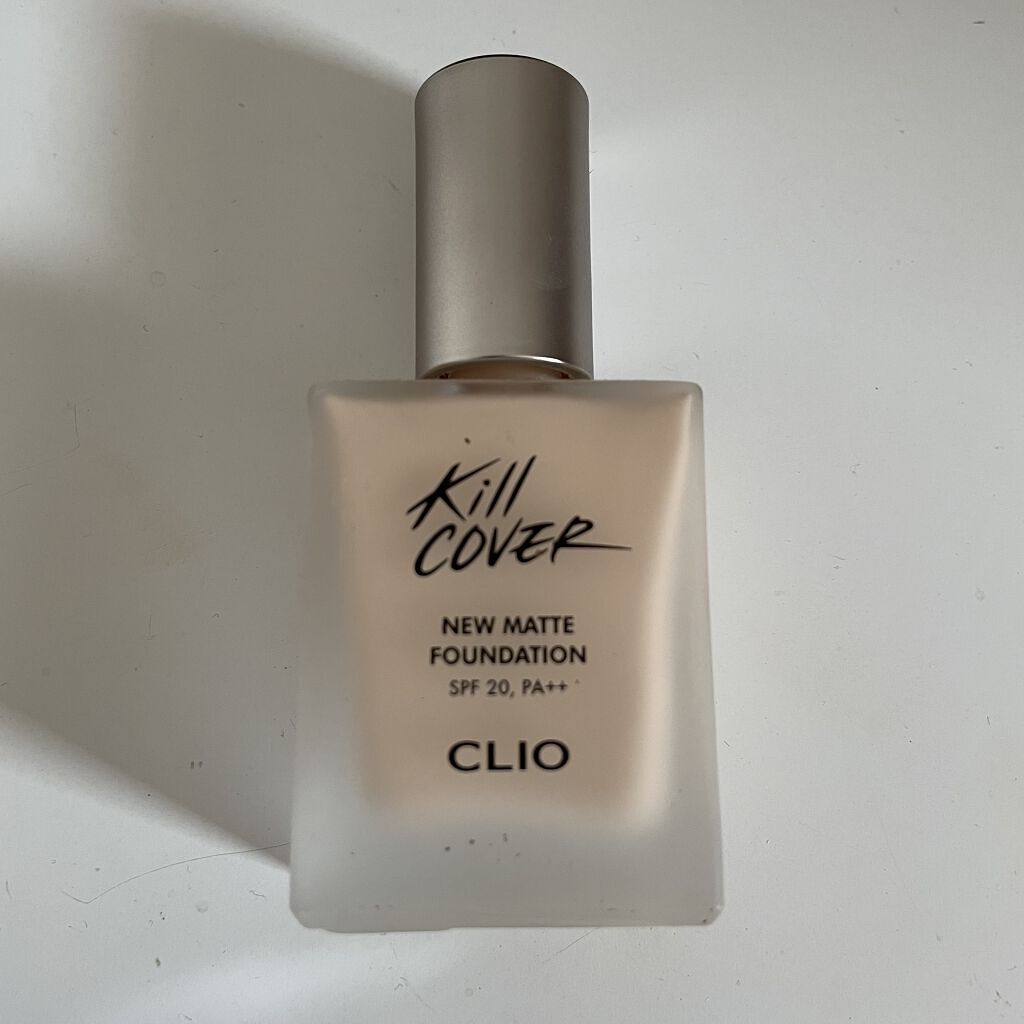 Kill
COVER
NEW MATTE
FOUNDATION
SPF 20, PA++
CLIO